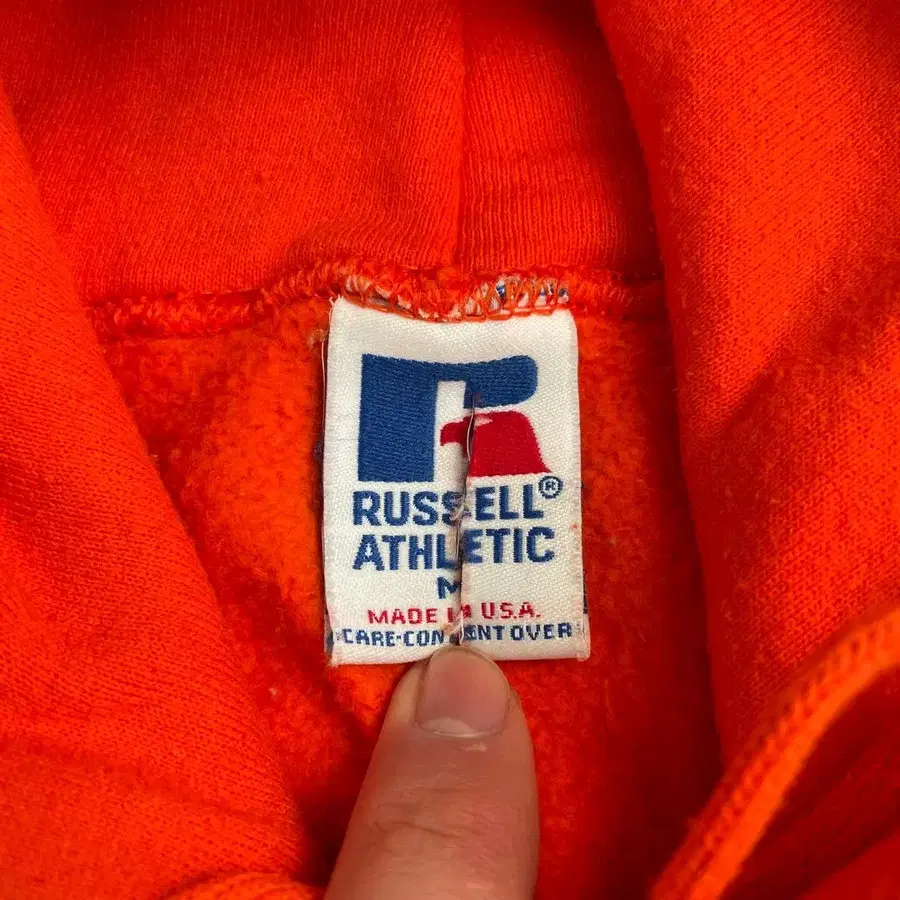 RUSSELL®
ATHLETIC
M
MADE IN U.S.A.
CARE-CONTENT OVER